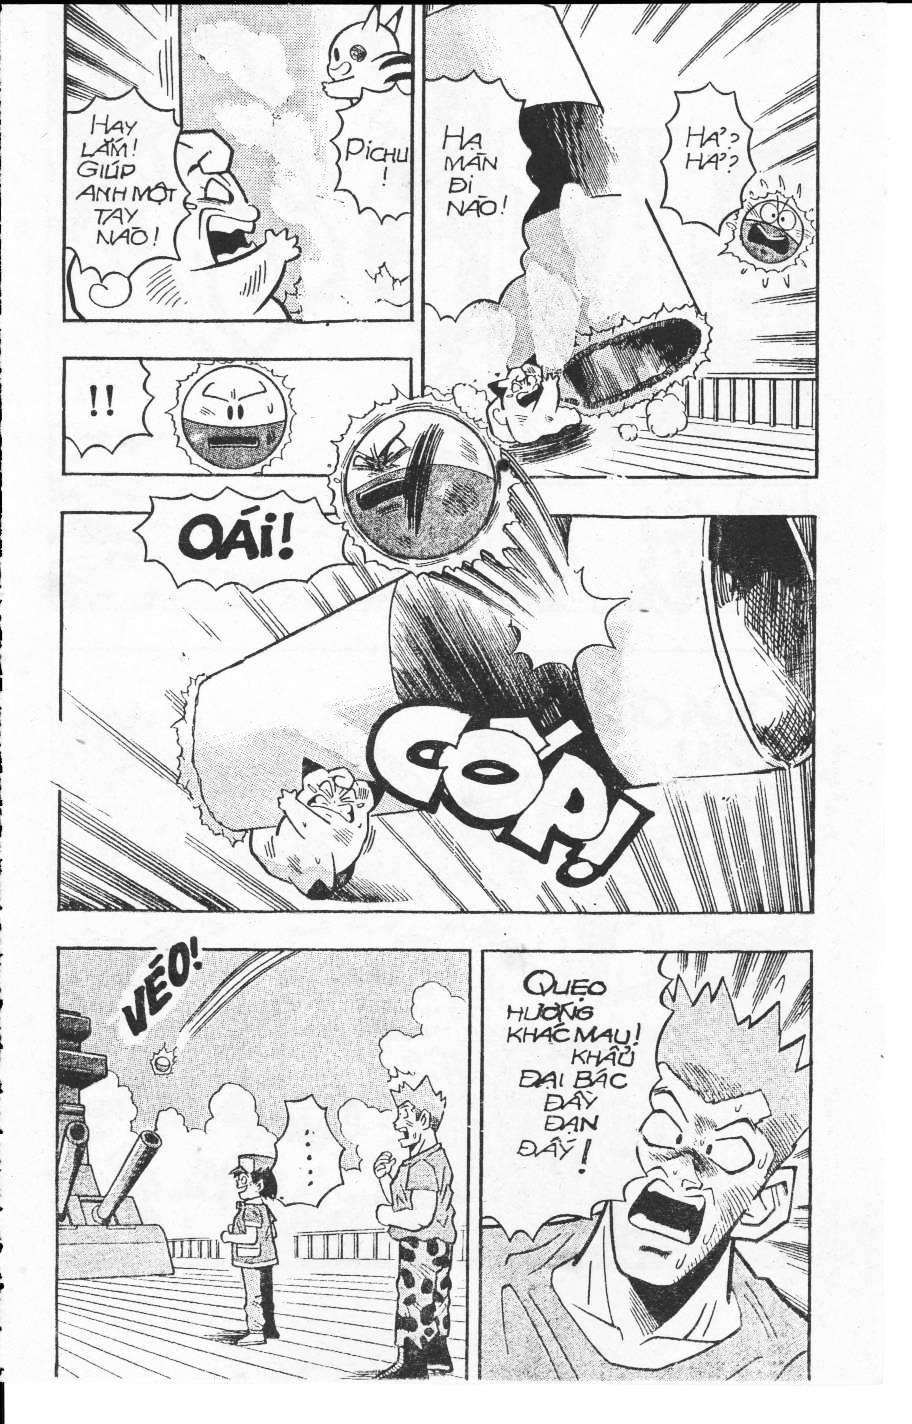 HẢ?
HẢ?
HẠ
MÀN
ĐI
NÀO!
PICHU
!
HAY
LẮM!
GIÚP
ANH MỘT
TAY
NÀO!
!!
OÁI!
CỐP!
QUẸO
HƯỚNG
KHÁC MAU!
KHẨU
ĐẠI BÁC
ĐẦY
ĐẠN
ĐẤY!
VÉO!
....